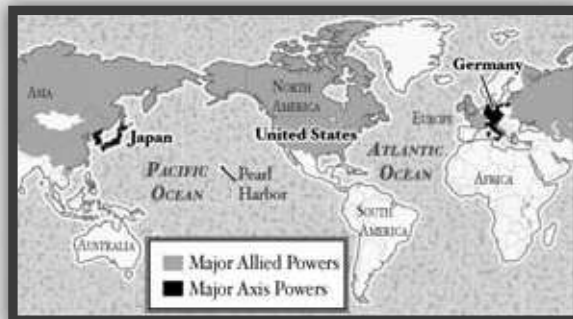 Germany
ASIA
NORTH
AMERICA
EUROPE
Japan
United States
ATLANTIC
OCEAN
PACIFIC
OCEAN
Pearl
Harbor
AFRICA
SOUTH
AMERICA
AUSTRALIA
Major Allied Powers
Major Axis Powers